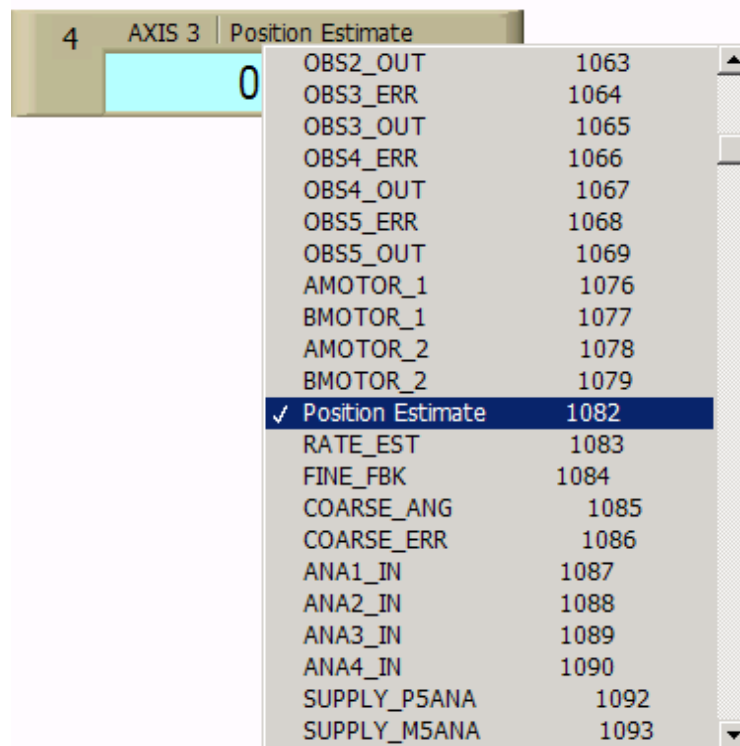 4 AXIS 3 Position Estimate
0
OBS2_OUT 1063
OBS3_ERR 1064
OBS3_OUT 1065
OBS4_ERR 1066
OBS4_OUT 1067
OBS5_ERR 1068
OBS5_OUT 1069
AMOTOR_1 1076
BMOTOR_1 1077
AMOTOR_2 1078
BMOTOR_2 1079
✓ Position Estimate 1082
RATE_EST 1083
FINE_FBK 1084
COARSE_ANG 1085
COARSE_ERR 1086
ANA1_IN 1087
ANA2_IN 1088
ANA3_IN 1089
ANA4_IN 1090
SUPPLY_P5ANA 1092
SUPPLY_M5ANA 1093